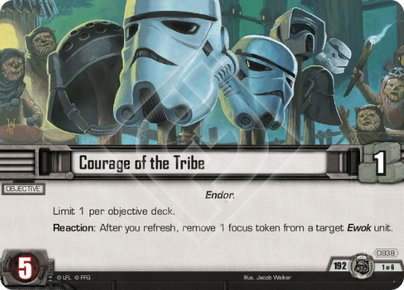 Courage of the Tribe
1
OBJECTIVE
Endor.
Limit 1 per objective deck.
Reaction: After you refresh, remove 1 focus token from a target Ewok unit.
5
© LFL © FFG
Illus. Jacob Walker
192
0938
1 of 6